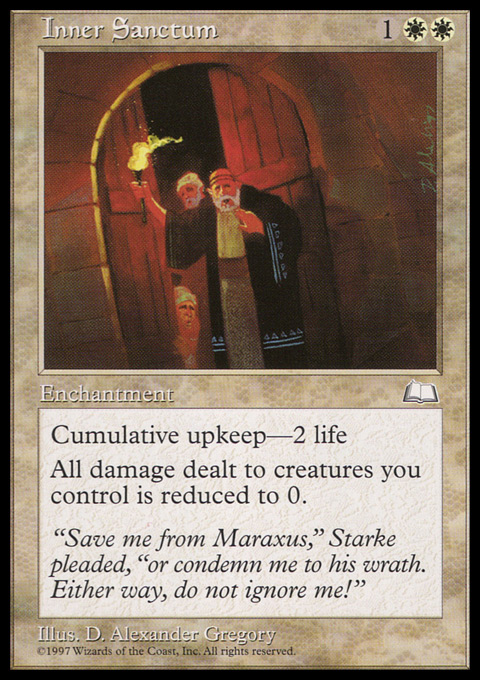 Inner Sanctum 1
Enchantment
Cumulative upkeep—2 life
All damage dealt to creatures you
control is reduced to 0.
“Save me from Maraxus,” Starke
pleaded, “or condemn me to his wrath.
Either way, do not ignore me!”
Illus. D. Alexander Gregory
©1997 Wizards of the Coast, Inc. All rights reserved.